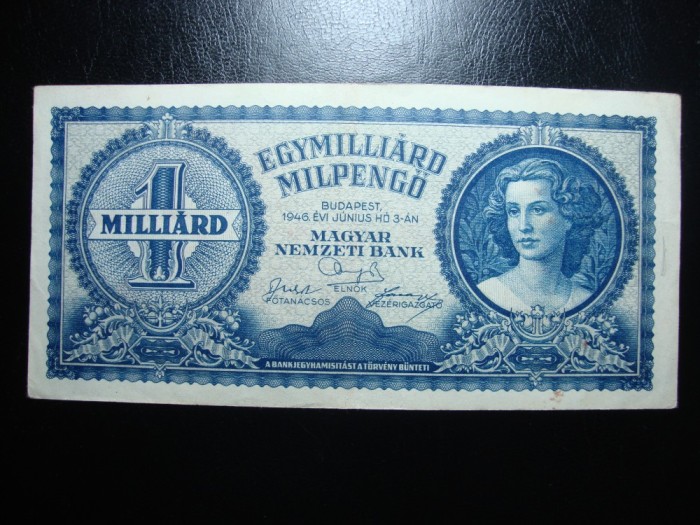 1
MILLIÁRD
EGYMILLIÁRD
MILPENGŐ
BUDAPEST,
1946. ÉVI JÚNIUS HÓ 3-ÁN
MAGYAR
NEMZETI BANK
ELNÖK
FŐTANÁCSOS VEZÉRIGAZGATÓ
A BANKJEGYHAMISITÁST A TÖRVÉNY BÜNTETI